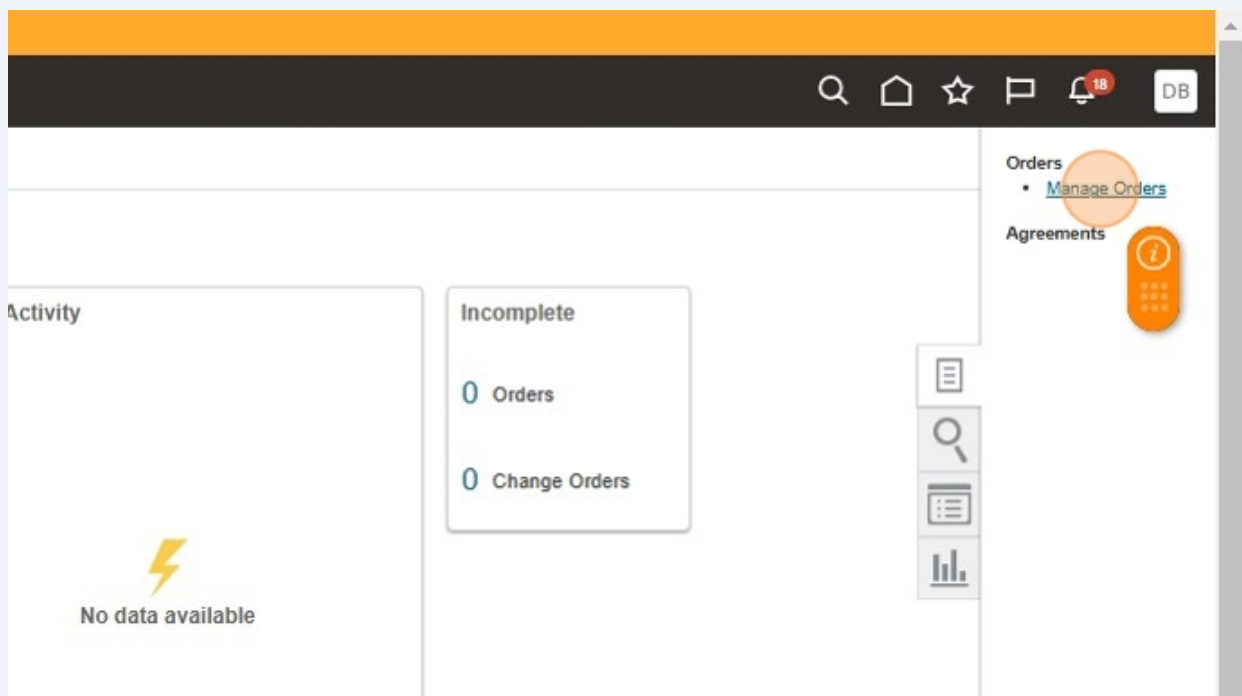 18
DB
Orders
• Manage Orders
Agreements
Activity
Incomplete
0 Orders
0 Change Orders
No data available